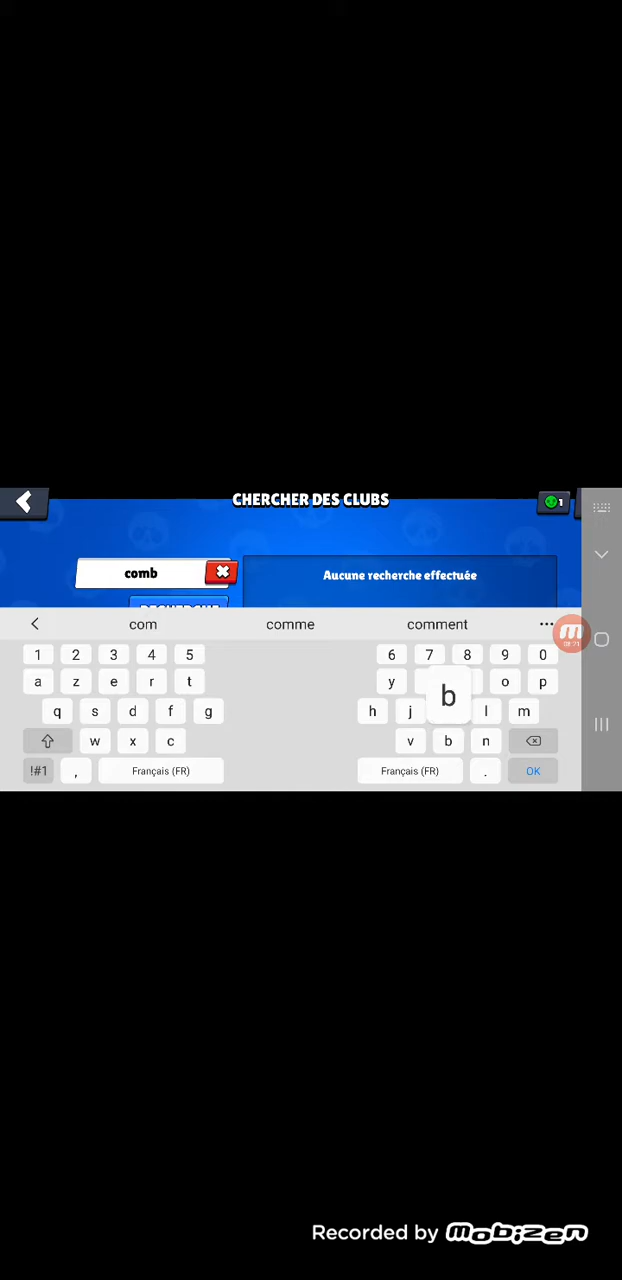 CHERCHER DES CLUBS
1
comb
Aucune recherche effectuée
RECHERCHE
com comme comment
1 2 3 4 5 6 7 8 9 0
a z e r t y o p
b
q s d f g h j l m
w x c v b n
!#1 , Français (FR) Français (FR) . OK
Recorded by mobizen